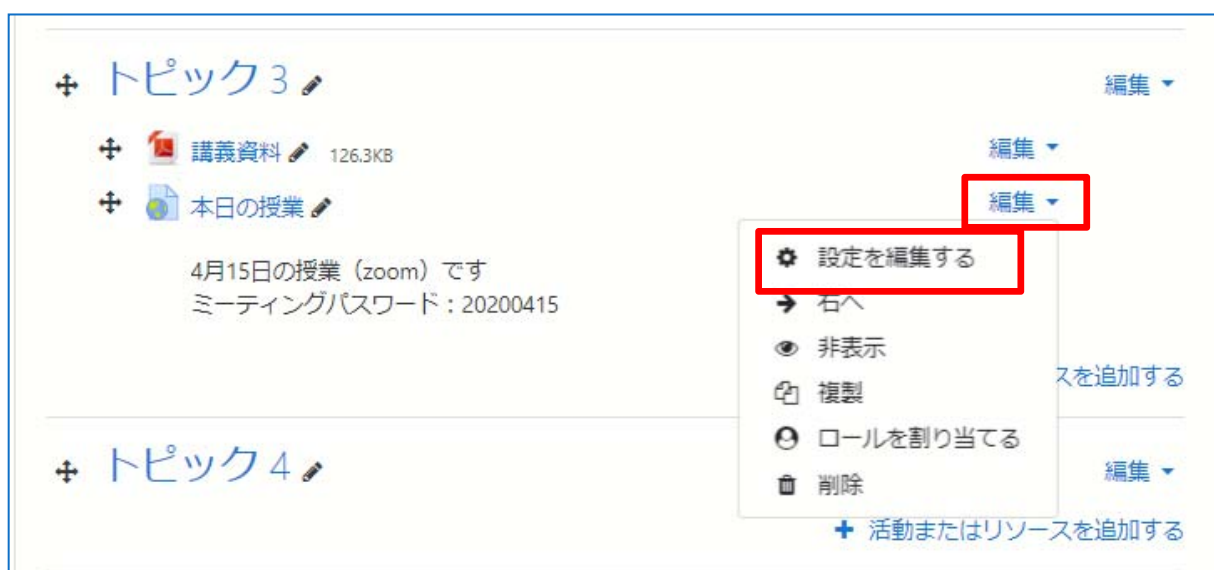 トピック 3
編集
講義資料 126.3KB
編集
本日の授業
編集
設定を編集する
4月15日の授業（zoom）です
右へ
ミーティングパスワード：20200415
非表示
スを追加する
複製
ロールを割り当てる
トピック 4
編集
削除
+ 活動またはリソースを追加する